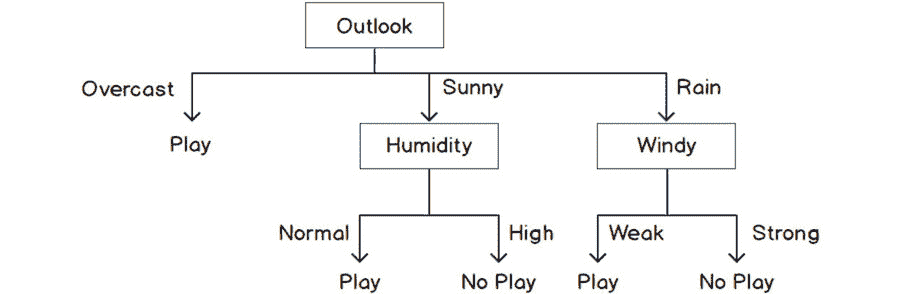 Outlook
Overcast
Sunny
Rain
Play
Humidity
Windy
Normal
High
Weak
Strong
Play
No Play
Play
No Play